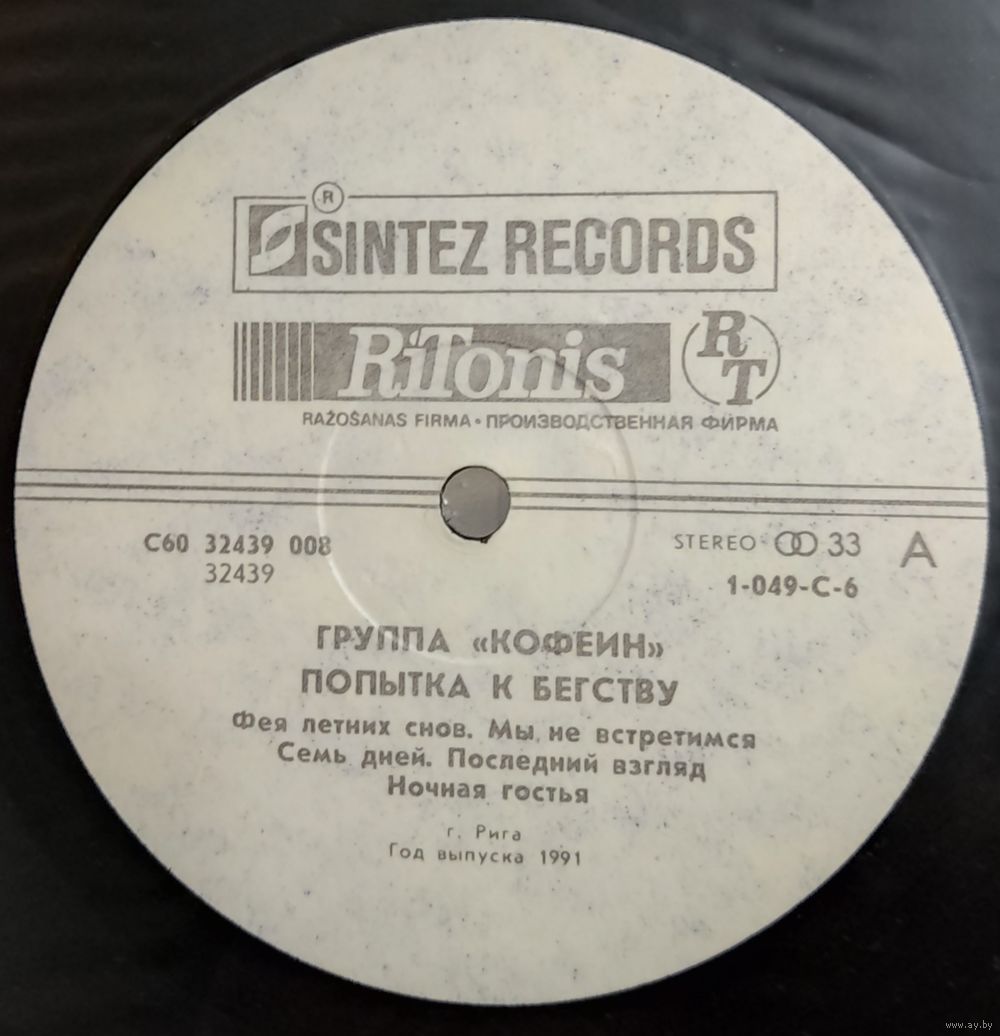 ®
SINTEZ RECORDS
RiTonis RT
RAŽOŠANAS FIRMA • ПРОИЗВОДСТВЕННАЯ ФИРМА
С60 32439 008
32439
STEREO 33 A
1-049-C-6
ГРУППА «КОФЕИН»
ПОПЫТКА К БЕГСТВУ
Фея летних снов. Мы не встретимся
Семь дней. Последний взгляд
Ночная гостья
г. Рига
Год выпуска 1991
www.ay.by